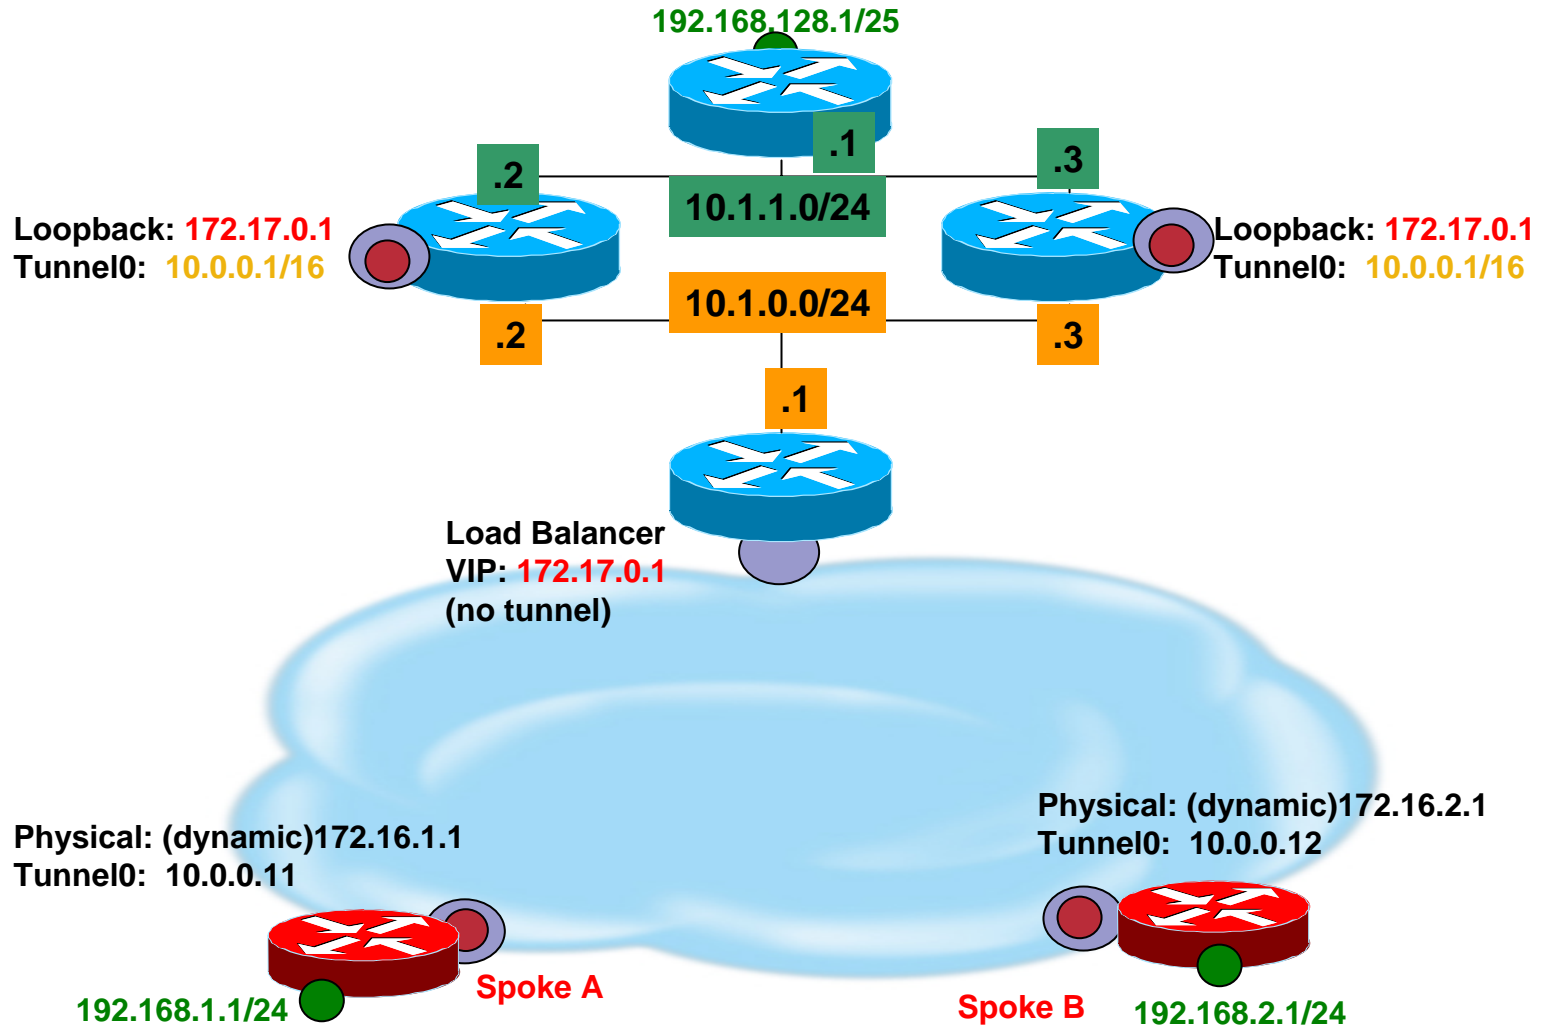 192.168.128.1/25
.1
.2
.3
10.1.1.0/24
Loopback: 172.17.0.1
Tunnel0: 10.0.0.1/16
Loopback: 172.17.0.1
Tunnel0: 10.0.0.1/16
10.1.0.0/24
.2
.3
.1
Load Balancer
VIP: 172.17.0.1
(no tunnel)
Physical: (dynamic)172.16.1.1
Tunnel0: 10.0.0.11
Physical: (dynamic)172.16.2.1
Tunnel0: 10.0.0.12
Spoke A
192.168.1.1/24
Spoke B
192.168.2.1/24